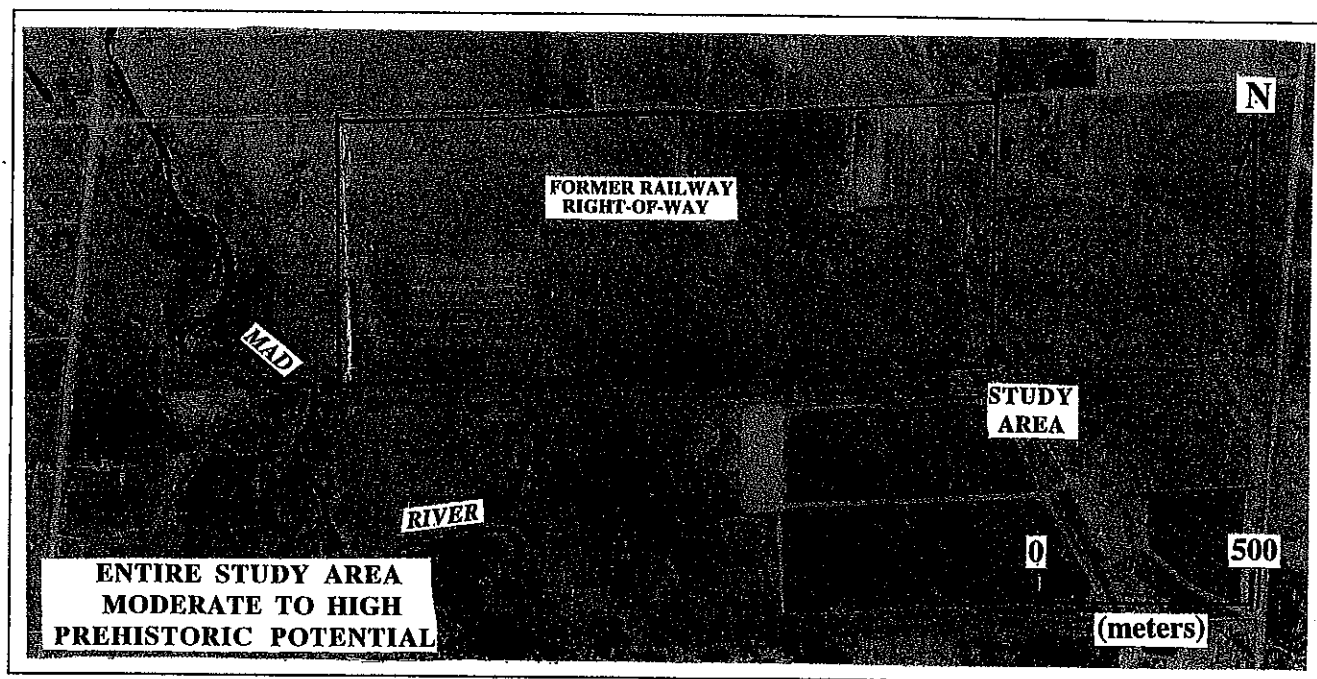 N
FORMER RAILWAY
RIGHT-OF-WAY
MAD
STUDY
AREA
RIVER
0
500
ENTIRE STUDY AREA
MODERATE TO HIGH
PREHISTORIC POTENTIAL
(meters)